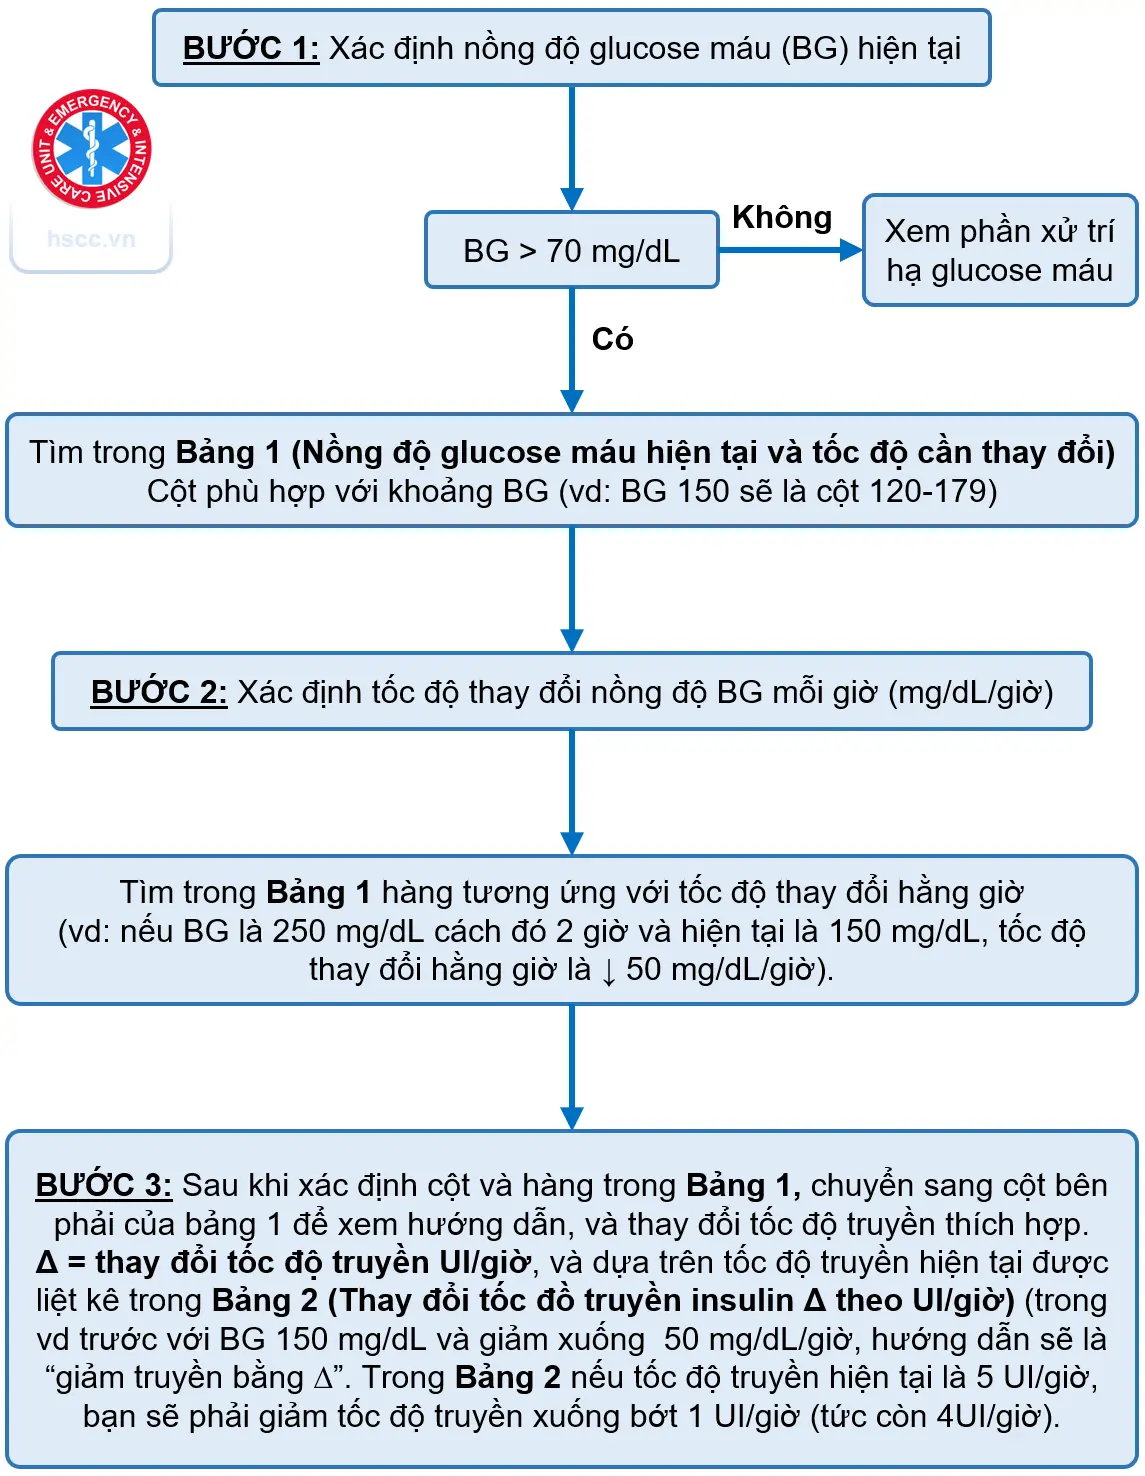 BƯỚC 1: Xác định nồng độ glucose máu (BG) hiện tại
EMERGENCY & INTENSIVE CARE UNIT &
hscc.vn
BG > 70 mg/dL
Không
Xem phần xử trí
hạ glucose máu
Có
Tìm trong Bảng 1 (Nồng độ glucose máu hiện tại và tốc độ cần thay đổi)
Cột phù hợp với khoảng BG (vd: BG 150 sẽ là cột 120-179)
BƯỚC 2: Xác định tốc độ thay đổi nồng độ BG mỗi giờ (mg/dL/giờ)
Tìm trong Bảng 1 hàng tương ứng với tốc độ thay đổi hằng giờ
(vd: nếu BG là 250 mg/dL cách đó 2 giờ và hiện tại là 150 mg/dL, tốc độ
thay đổi hằng giờ là ↓ 50 mg/dL/giờ).
BƯỚC 3: Sau khi xác định cột và hàng trong Bảng 1, chuyển sang cột bên
phải của bảng 1 để xem hướng dẫn, và thay đổi tốc độ truyền thích hợp.
Δ = thay đổi tốc độ truyền UI/giờ, và dựa trên tốc độ truyền hiện tại được
liệt kê trong Bảng 2 (Thay đổi tốc đồ truyền insulin Δ theo UI/giờ) (trong
vd trước với BG 150 mg/dL và giảm xuống  50 mg/dL/giờ, hướng dẫn sẽ là
“giảm truyền bằng Δ”. Trong Bảng 2 nếu tốc độ truyền hiện tại là 5 UI/giờ,
bạn sẽ phải giảm tốc độ truyền xuống bớt 1 UI/giờ (tức còn 4UI/giờ).